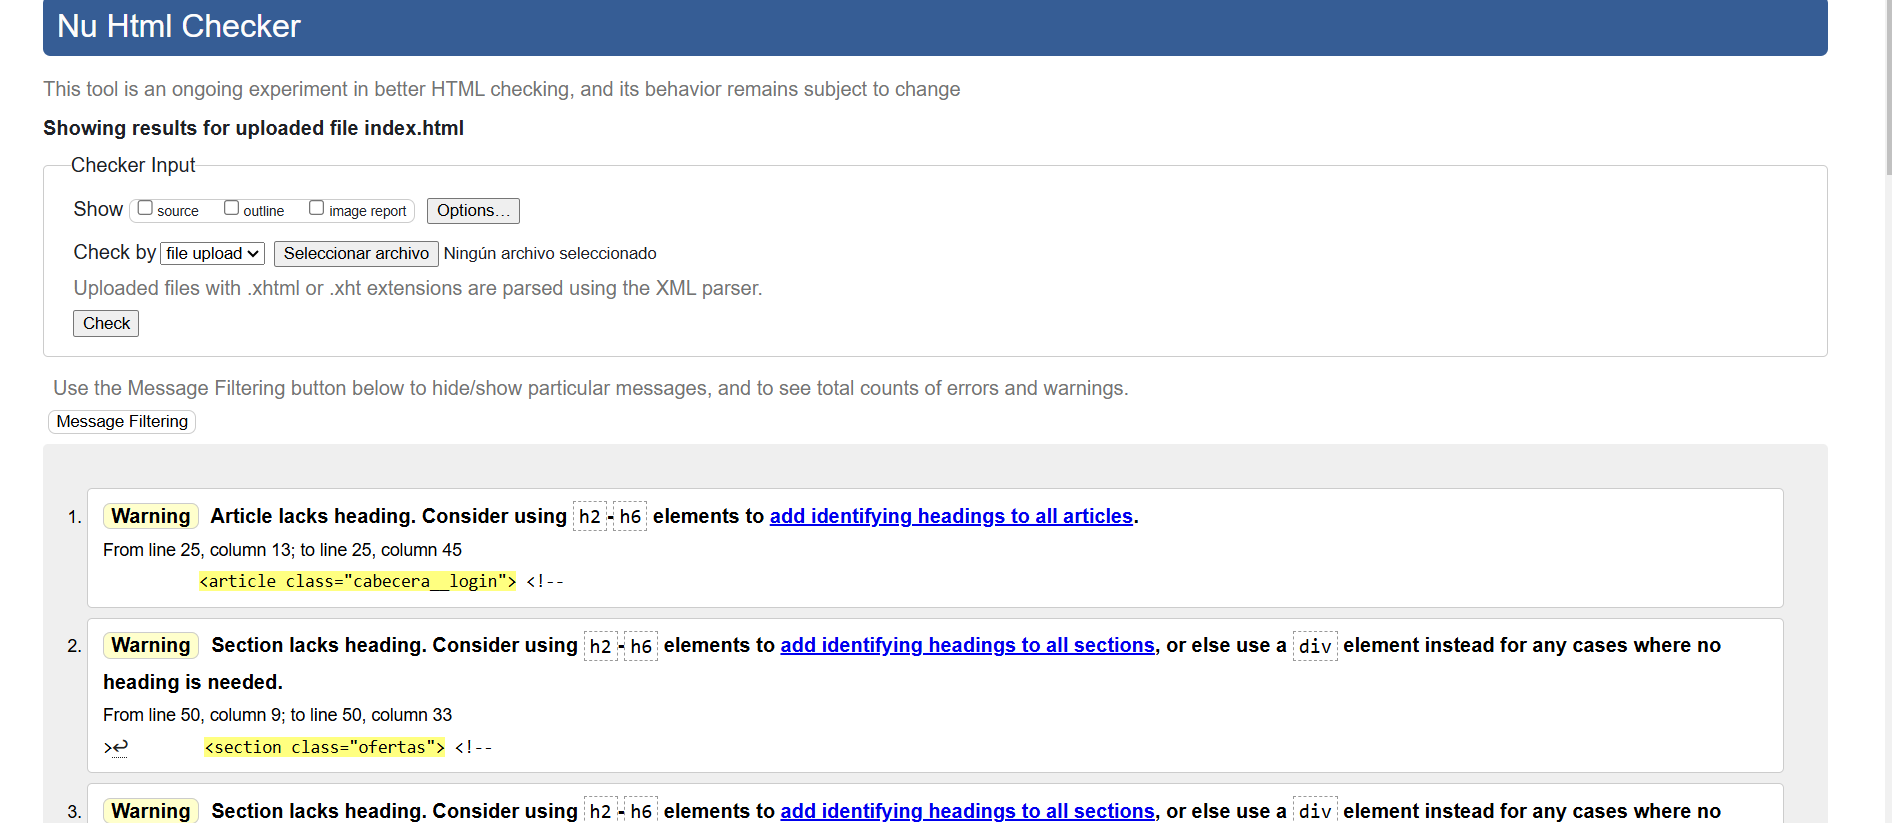 Nu Html Checker
This tool is an ongoing experiment in better HTML checking, and its behavior remains subject to change
Showing results for uploaded file index.html
Checker Input
Show source outline image report Options...
Check by file upload Seleccionar archivo Ningún archivo seleccionado
Uploaded files with .xhtml or .xht extensions are parsed using the XML parser.
Check
Use the Message Filtering button below to hide/show particular messages, and to see total counts of errors and warnings.
Message Filtering
1. Warning Article lacks heading. Consider using h2-h6 elements to add identifying headings to all articles.
From line 25, column 13; to line 25, column 45
<article class="cabecera__login"> <!--
2. Warning Section lacks heading. Consider using h2-h6 elements to add identifying headings to all sections, or else use a div element instead for any cases where no
heading is needed.
From line 50, column 9; to line 50, column 33
>↩ <section class="ofertas"> <!--
3. Warning Section lacks heading. Consider using h2-h6 elements to add identifying headings to all sections, or else use a div element instead for any cases where no